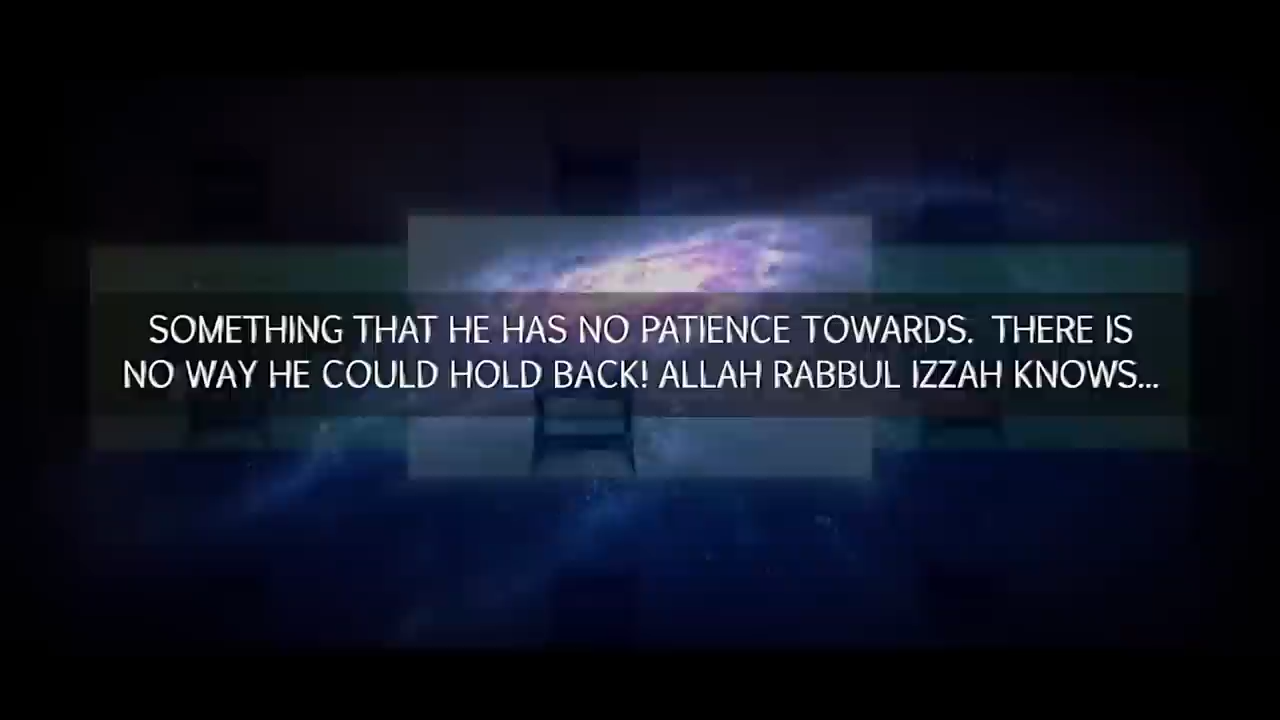 SOMETHING THAT HE HAS NO PATIENCE TOWARDS.  THERE IS
NO WAY HE COULD HOLD BACK! ALLAH RABBUL IZZAH KNOWS...